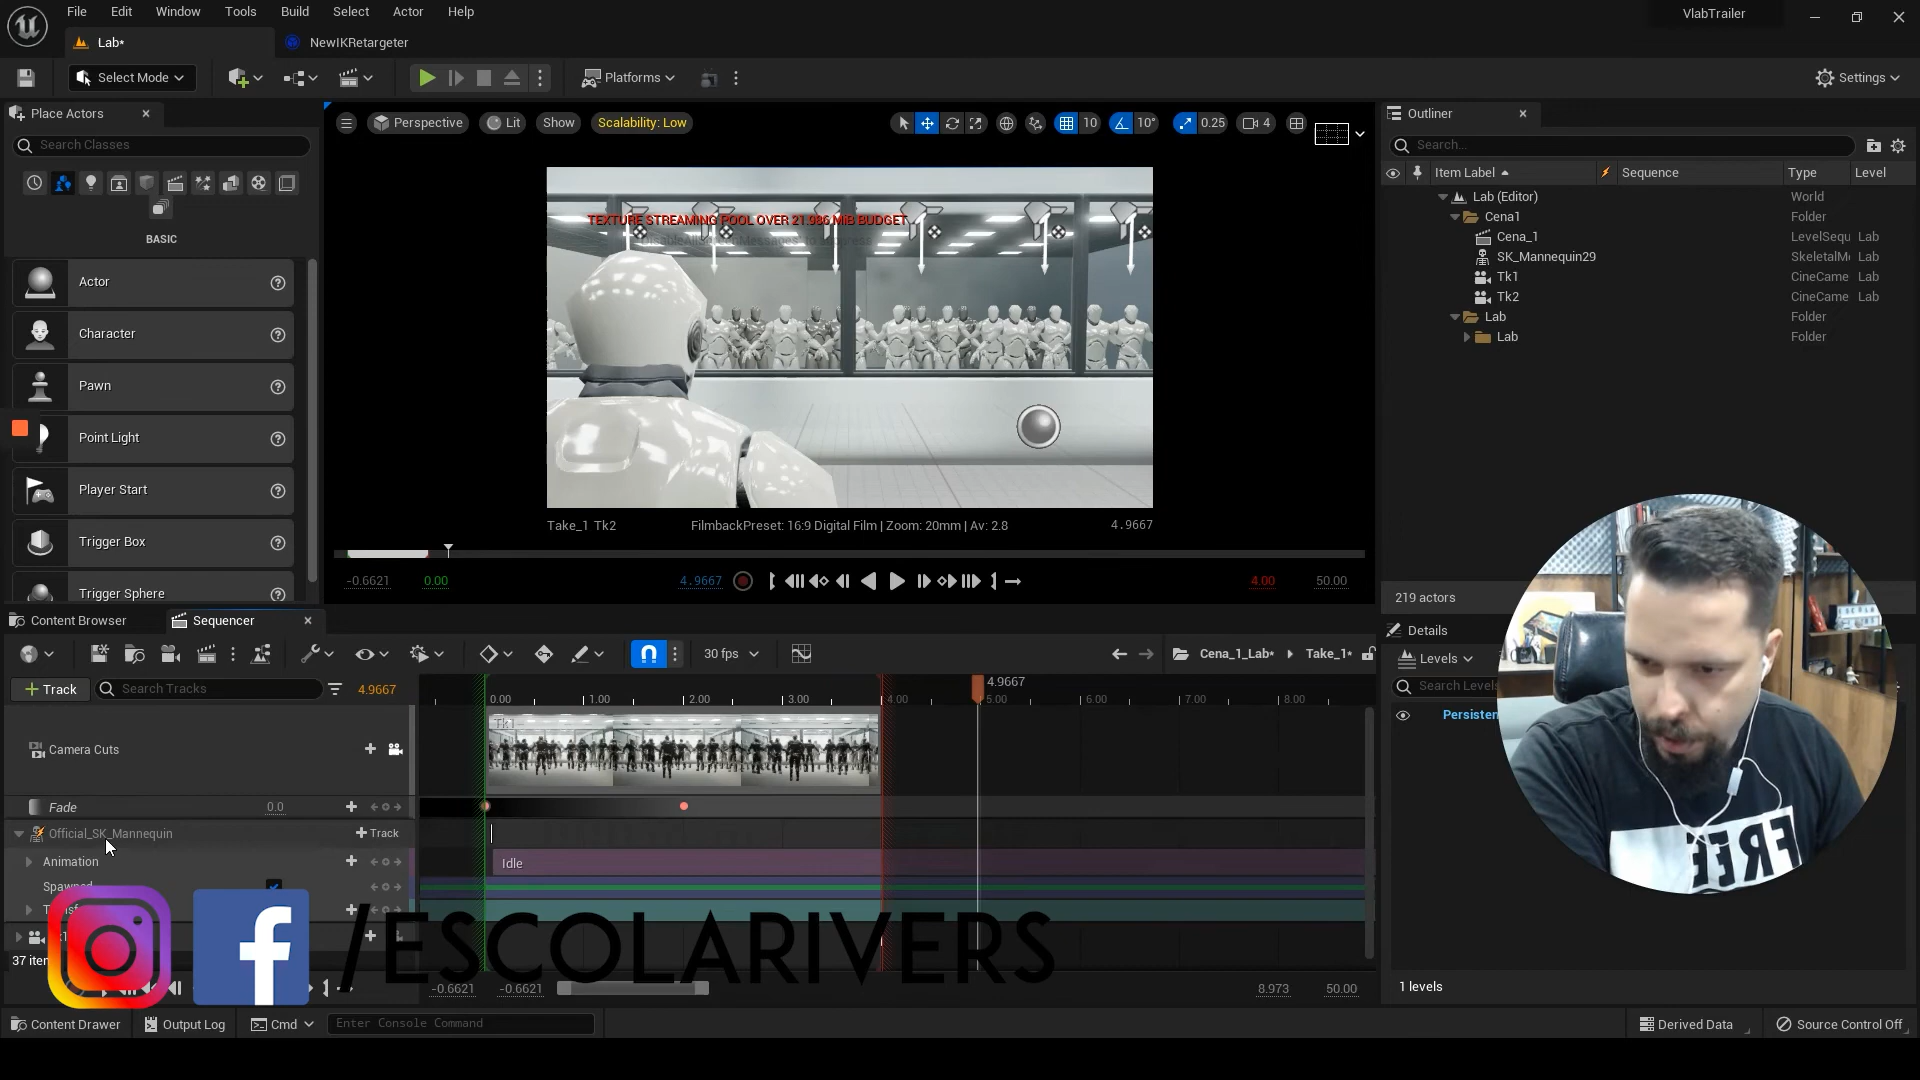 File Edit Window Tools Build Select Actor Help
VlabTrailer
Lab*
NewIKRetargeter
Select Mode
Platforms
Settings
Place Actors
Search Classes
BASIC
Actor
Character
Pawn
Point Light
Player Start
Trigger Box
Trigger Sphere
Perspective Lit Show Scalability: Low
10 10° 0.25 4
TEXTURE STREAMING POOL OVER 21.986 MiB BUDGET
Take_1 Tk2 FilmbackPreset: 16:9 Digital Film | Zoom: 20mm | Av: 2.8 4.9667
-0.6621 0.00 4.9667 4.00 50.00
Outliner
Search...
Item Label Sequence Type Level
Lab (Editor) World
Cena1 Folder
Cena_1 LevelSequ Lab
SK_Mannequin29 SkeletalMe Lab
Tk1 CineCame Lab
Tk2 CineCame Lab
Lab Folder
Lab Folder
219 actors
Details
Levels
Search Levels
Persisten
1 levels
Content Browser
Sequencer
30 fps
Cena_1_Lab* Take_1*
Track Search Tracks 4.9667
4.9667
0.00 1.00 2.00 3.00 4.00 5.00 6.00 7.00 8.00
Camera Cuts
Tk1
Fade 0.0
Official_SK_Mannequin Track
Animation
Idle
Spawned
37 iten
/ESCOLARIVERS
-0.6621 -0.6621 8.973 50.00
Content Drawer Output Log Cmd Enter Console Command
Derived Data Source Control Off
FREE